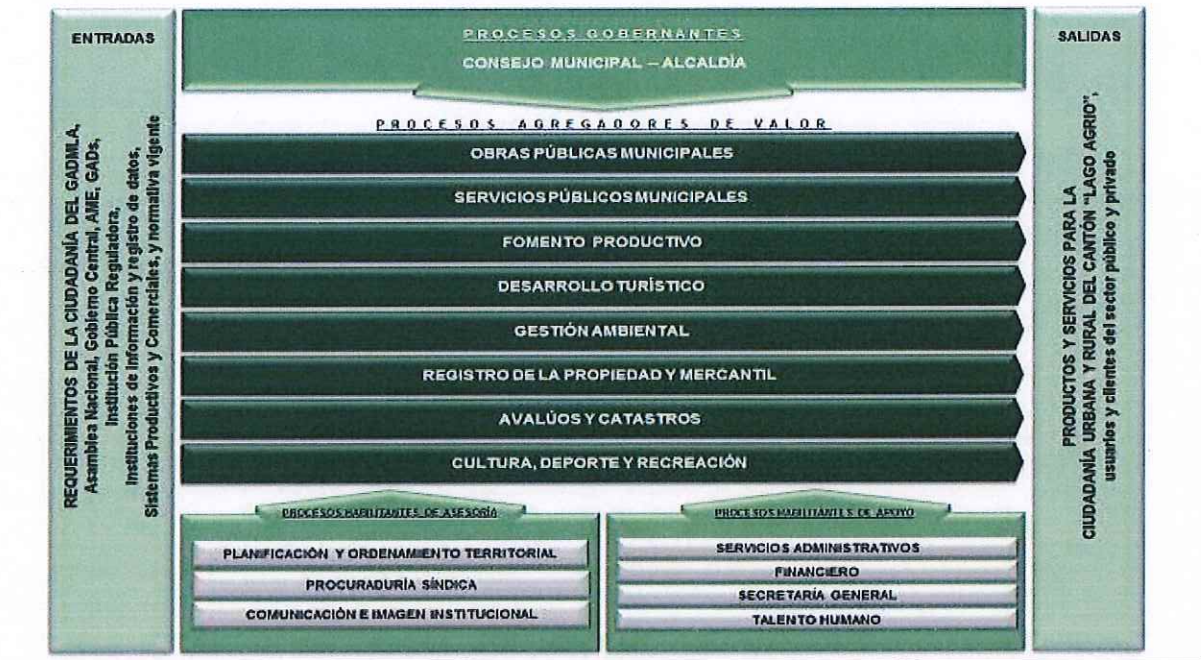 ENTRADAS
REQUERIMIENTOS DE LA CIUDADANÍA DEL GADMLA,
Asamblea Nacional, Gobierno Central, AME, GADs,
Institución Pública Reguladora,
Instituciones de información y registro de datos,
Sistemas Productivos y Comerciales, y normativa vigente
PROCESOS GOBERNANTES
CONSEJO MUNICIPAL – ALCALDÍA
PROCESOS AGREGADORES DE VALOR
OBRAS PÚBLICAS MUNICIPALES
SERVICIOS PÚBLICOS MUNICIPALES
FOMENTO PRODUCTIVO
DESARROLLO TURÍSTICO
GESTIÓN AMBIENTAL
REGISTRO DE LA PROPIEDAD Y MERCANTIL
AVALÚOS Y CATASTROS
CULTURA, DEPORTE Y RECREACIÓN
PROCESOS HABILITANTES DE ASESORÍA
PLANIFICACIÓN Y ORDENAMIENTO TERRITORIAL
PROCURADURÍA SÍNDICA
COMUNICACIÓN E IMAGEN INSTITUCIONAL
PROCESOS HABILITANTES DE APOYO
SERVICIOS ADMINISTRATIVOS
FINANCIERO
SECRETARÍA GENERAL
TALENTO HUMANO
SALIDAS
PRODUCTOS Y SERVICIOS PARA LA
CIUDADANÍA URBANA Y RURAL DEL CANTÓN "LAGO AGRIO",
usuarios y clientes del sector público y privado